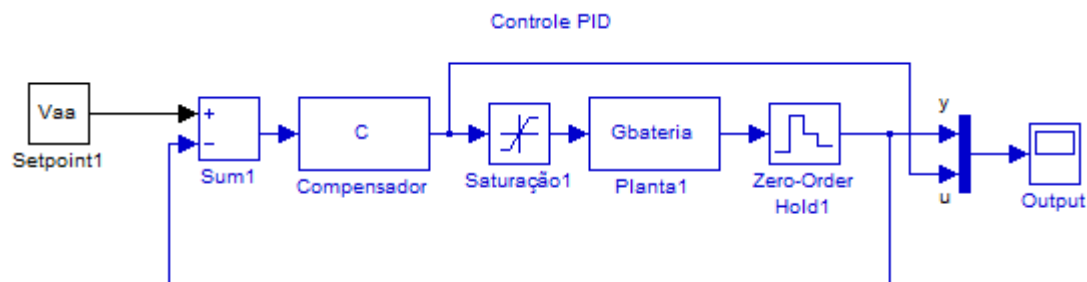 Controle PID
Vaa
Setpoint1
+
−
Sum1
C
Compensador
Saturação1
Gbateria
Planta1
Zero-Order
Hold1
y
u
Output